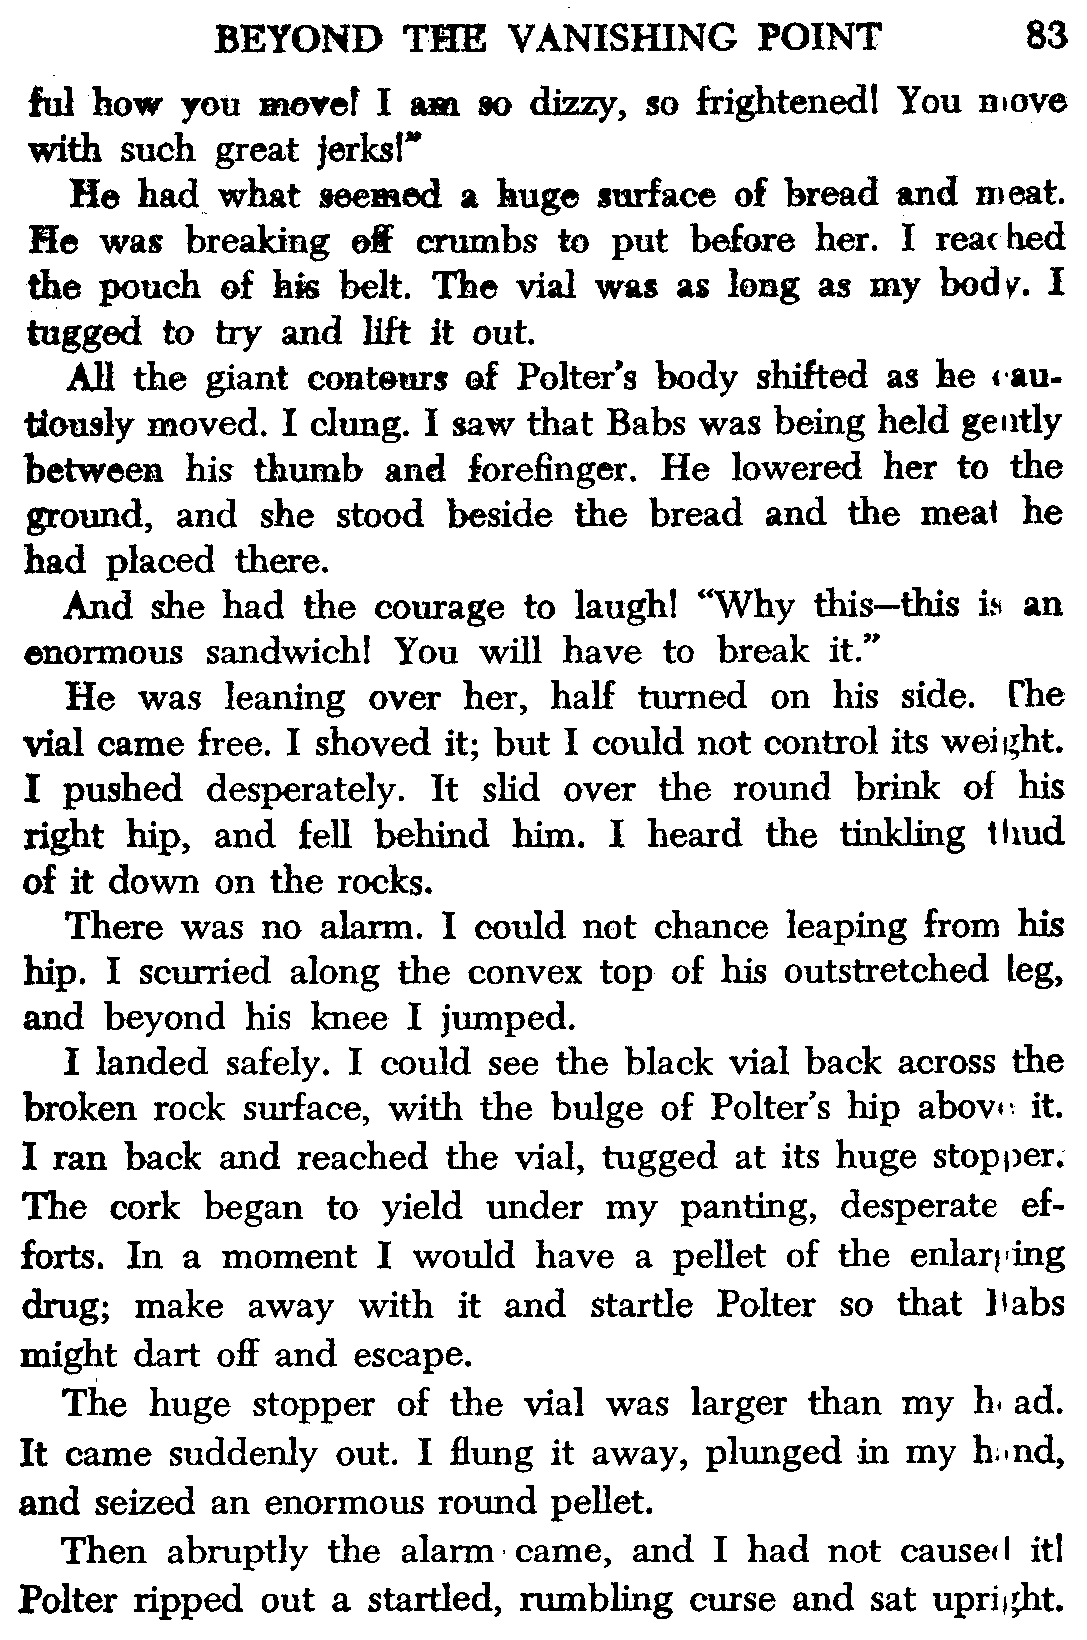 BEYOND THE VANISHING POINT 83
ful how you move! I am so dizzy, so frightened! You move
with such great jerks!"
He had what seemed a huge surface of bread and meat.
He was breaking off crumbs to put before her. I reached
the pouch of his belt. The vial was as long as my body. I
tugged to try and lift it out.
All the giant contours of Polter's body shifted as he cau-
tiously moved. I clung. I saw that Babs was being held gently
between his thumb and forefinger. He lowered her to the
ground, and she stood beside the bread and the meat he
had placed there.
And she had the courage to laugh! "Why this—this is an
enormous sandwich! You will have to break it."
He was leaning over her, half turned on his side. The
vial came free. I shoved it; but I could not control its weight.
I pushed desperately. It slid over the round brink of his
right hip, and fell behind him. I heard the tinkling thud
of it down on the rocks.
There was no alarm. I could not chance leaping from his
hip. I scurried along the convex top of his outstretched leg,
and beyond his knee I jumped.
I landed safely. I could see the black vial back across the
broken rock surface, with the bulge of Polter's hip above it.
I ran back and reached the vial, tugged at its huge stopper.
The cork began to yield under my panting, desperate ef-
forts. In a moment I would have a pellet of the enlarging
drug; make away with it and startle Polter so that Babs
might dart off and escape.
The huge stopper of the vial was larger than my head.
It came suddenly out. I flung it away, plunged in my hand,
and seized an enormous round pellet.
Then abruptly the alarm came, and I had not caused it!
Polter ripped out a startled, rumbling curse and sat upright.